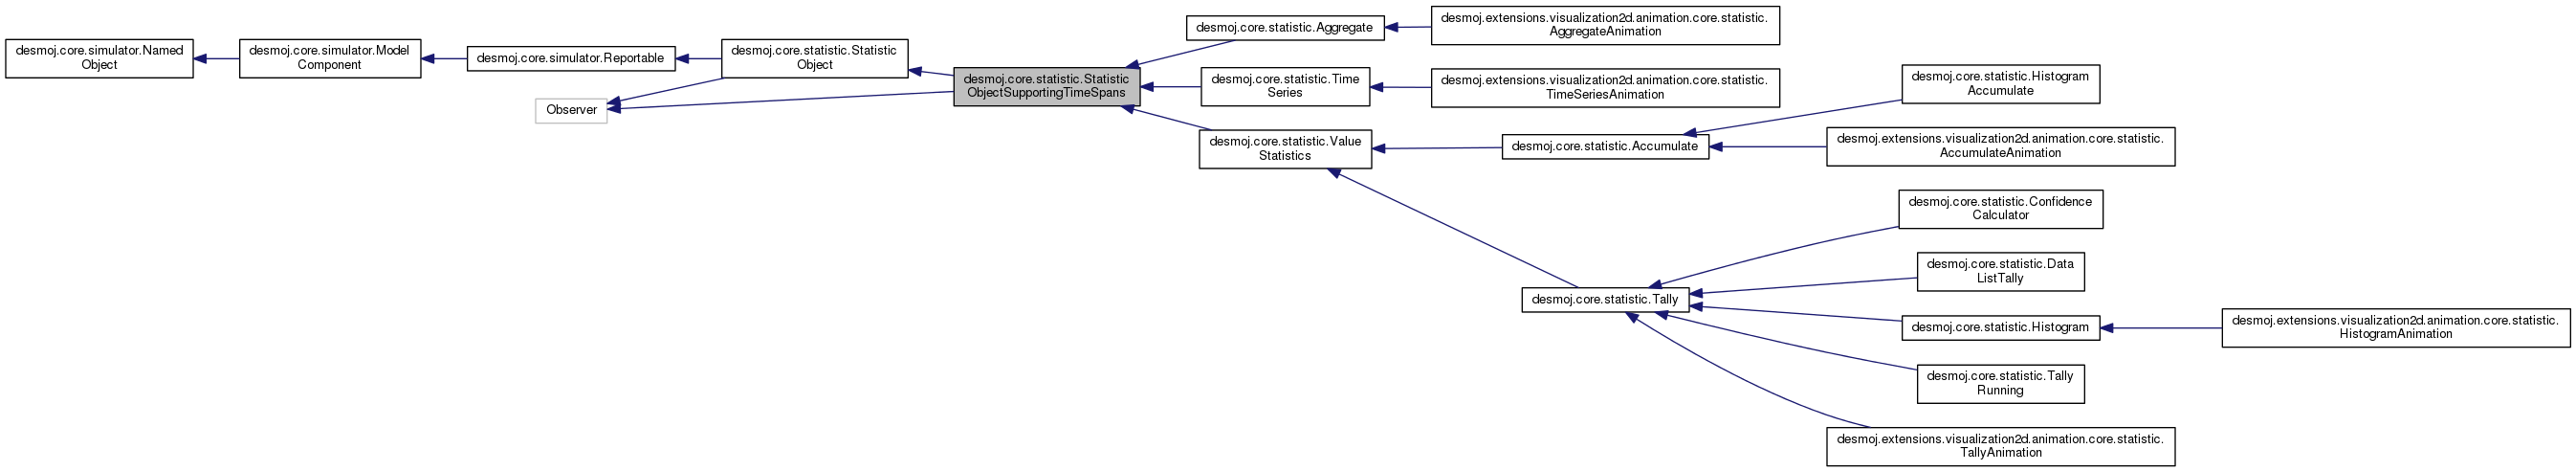 desmoj.core.simulator.Named
Object
desmoj.core.simulator.Model
Component
desmoj.core.simulator.Reportable
desmoj.core.statistic.Statistic
Object
Observer
desmoj.core.statistic.Statistic
ObjectSupportingTimeSpans
desmoj.core.statistic.Aggregate
desmoj.extensions.visualization2d.animation.core.statistic.
AggregateAnimation
desmoj.core.statistic.Time
Series
desmoj.extensions.visualization2d.animation.core.statistic.
TimeSeriesAnimation
desmoj.core.statistic.Value
Statistics
desmoj.core.statistic.Accumulate
desmoj.core.statistic.Histogram
Accumulate
desmoj.extensions.visualization2d.animation.core.statistic.
AccumulateAnimation
desmoj.core.statistic.Tally
desmoj.core.statistic.Confidence
Calculator
desmoj.core.statistic.Data
ListTally
desmoj.core.statistic.Histogram
desmoj.extensions.visualization2d.animation.core.statistic.
HistogramAnimation
desmoj.core.statistic.Tally
Running
desmoj.extensions.visualization2d.animation.core.statistic.
TallyAnimation